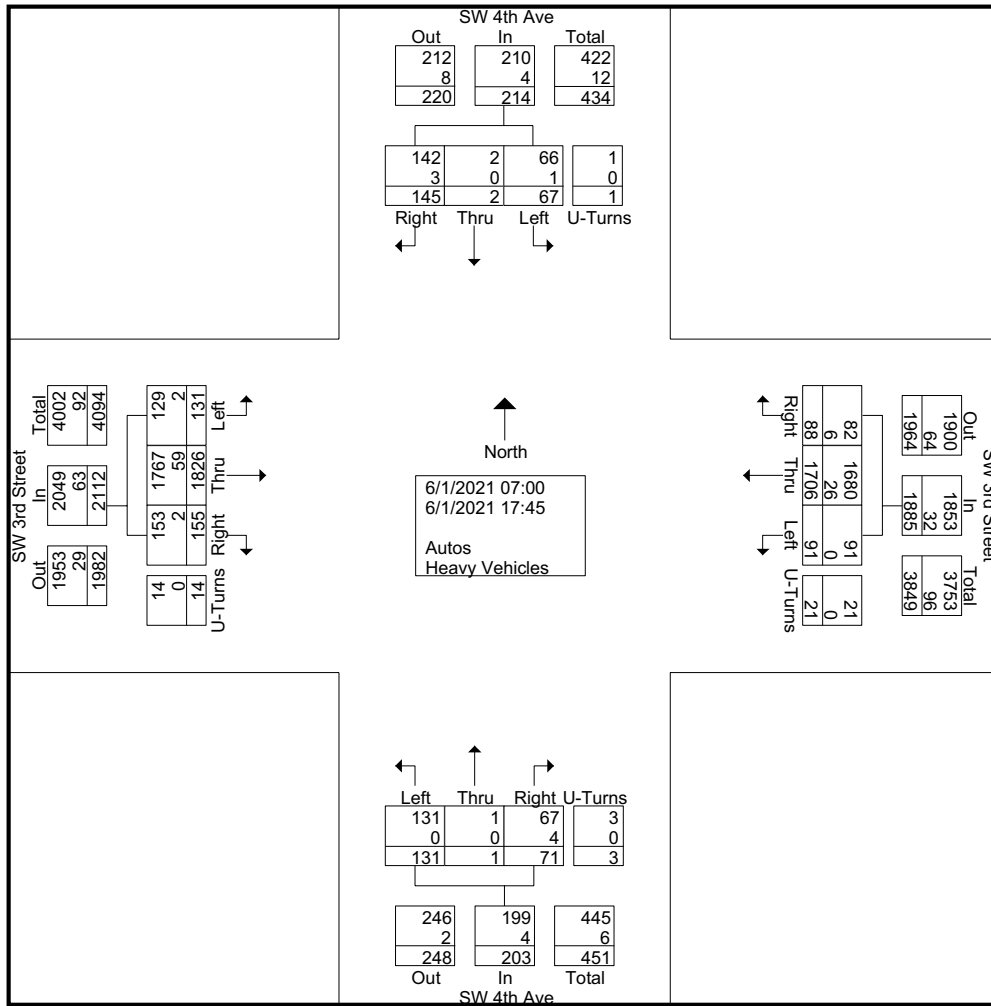 SW 4th Ave
Out In Total
212 210 422
8 4 12
220 214 434
142 2 66 1
3 0 1 0
145 2 67 1
Right Thru Left U-Turns
SW 3rd Street
Total
4002
92
4094
In
2049
63
2112
Out
1953
29
1982
Left
129
2
131
Thru
1767
59
1826
Right
153
2
155
U-Turns
14
0
14
North
6/1/2021 07:00
6/1/2021 17:45
Autos
Heavy Vehicles
Right
82
6
88
Thru
1680
26
1706
Left
91
0
91
U-Turns
21
0
21
SW 3rd Street
Out
1900
64
1964
In
1853
32
1885
Total
3753
96
3849
Left Thru Right U-Turns
131 1 67 3
0 0 4 0
131 1 71 3
246 199 445
2 4 6
248 203 451
Out In Total
SW 4th Ave